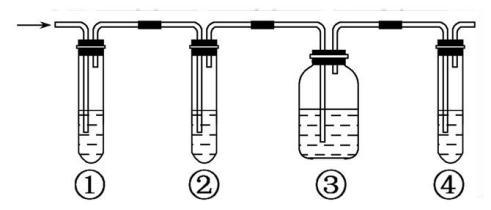 ① ② ③ ④